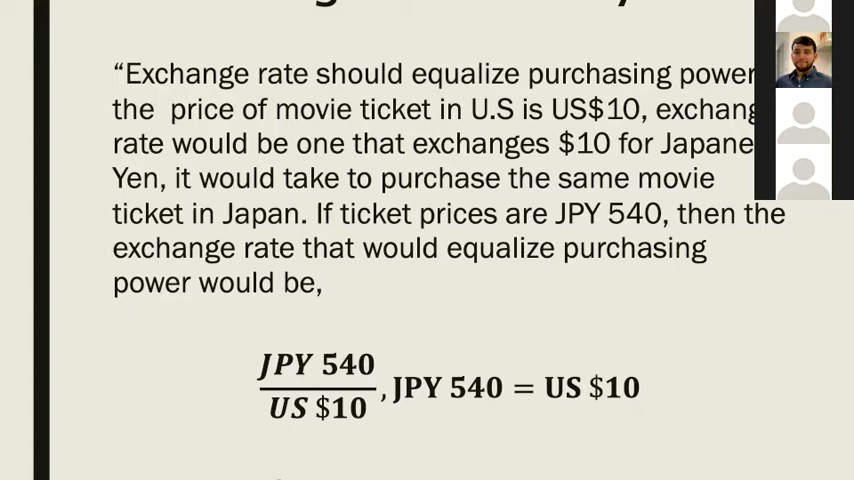 “Exchange rate should equalize purchasing power
the price of movie ticket in U.S is US$10,
rate would be one that exchanges $10 for
Yen, it would take to purchase the same movie
ticket in Japan. If ticket prices are JPY 540, then the
exchange rate that would equalize purchasing
power would be,
JPY 540
US $10
, JPY 540 = US $10